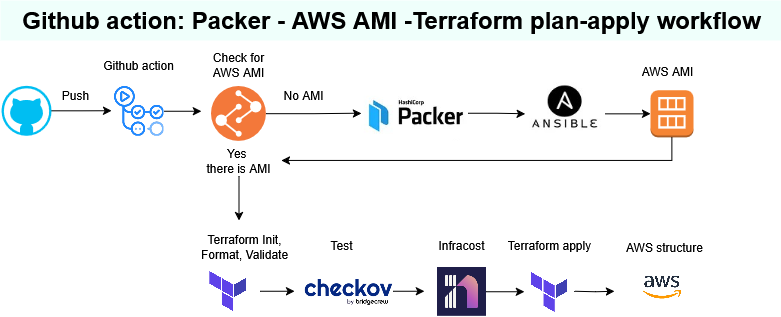 Github action: Packer - AWS AMI -Terraform plan-apply workflow
Github action
Check for
AWS AMI
AWS AMI
Push
No AMI
HashiCorp
Packer
ANSIBLE
Yes
there is AMI
Terraform Init,
Format, Validate
Test
Infracost
Terraform apply
AWS structure
checkov
by bridgecrew
aws